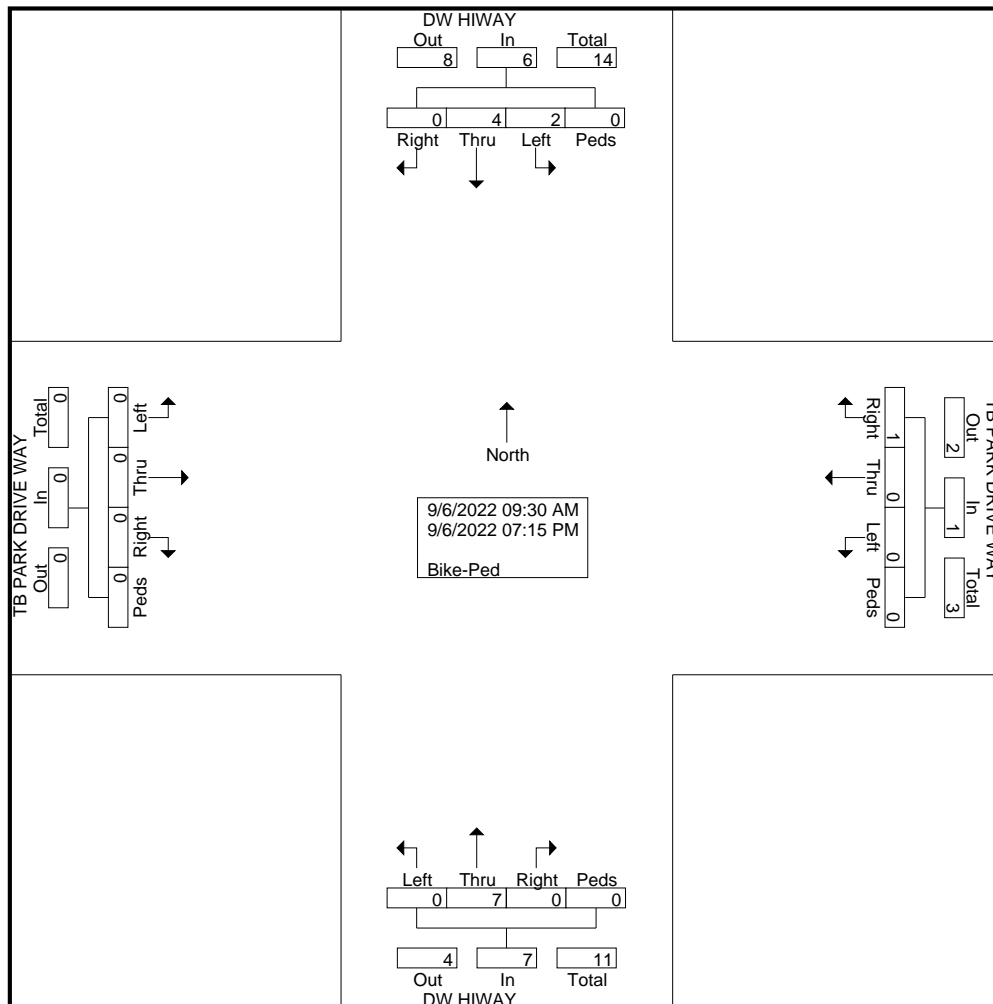 DW HIWAY
Out In Total
8 6 14
0 4 2 0
Right Thru Left Peds
TB PARK DRIVE WAY
Total In Out
0 0 0
0 0 0 0
Left Thru Right Peds
North
9/6/2022 09:30 AM
9/6/2022 07:15 PM
Bike-Ped
Right Thru Left Peds
1 0 0 0
2 1 3
Out In Total
TB PARK DRIVE WAY
Left Thru Right Peds
0 7 0 0
4 7 11
Out In Total
DW HIWAY